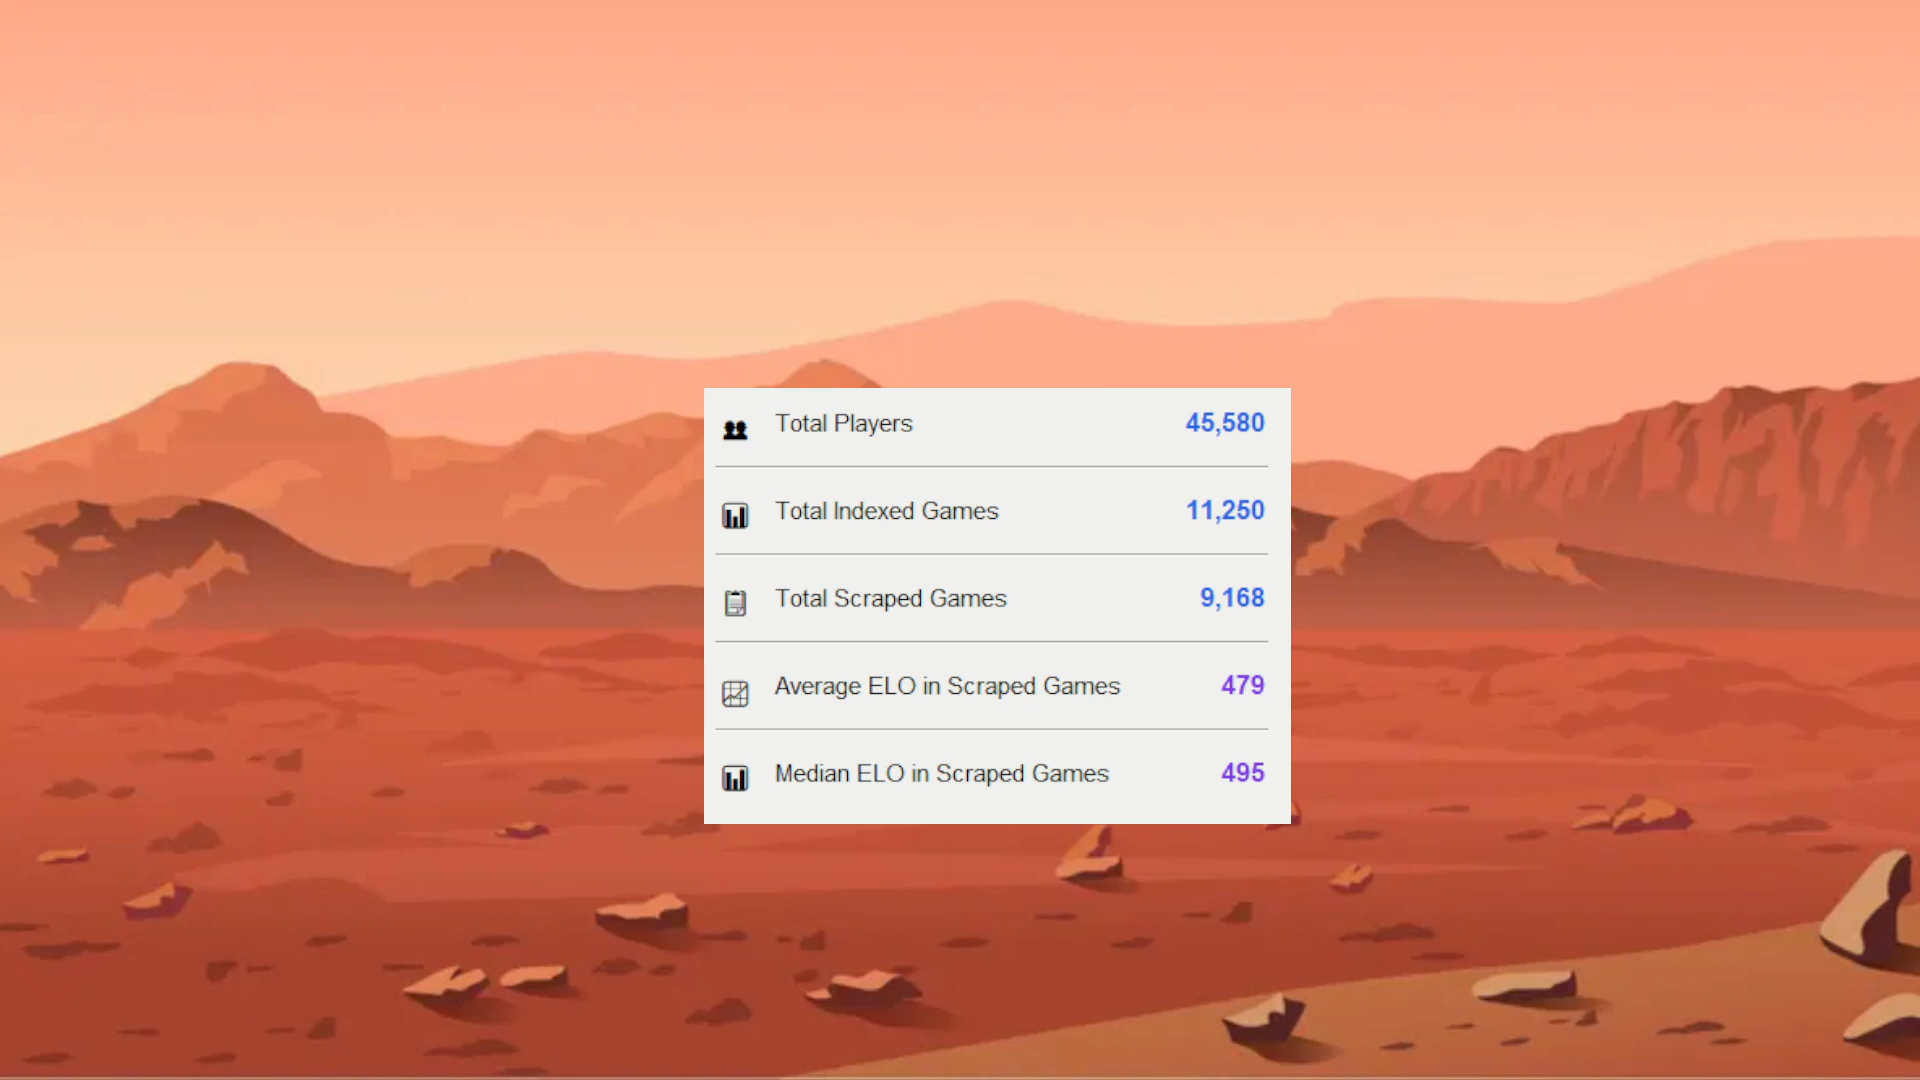 Total Players 45,580
Total Indexed Games 11,250
Total Scraped Games 9,168
Average ELO in Scraped Games 479
Median ELO in Scraped Games 495